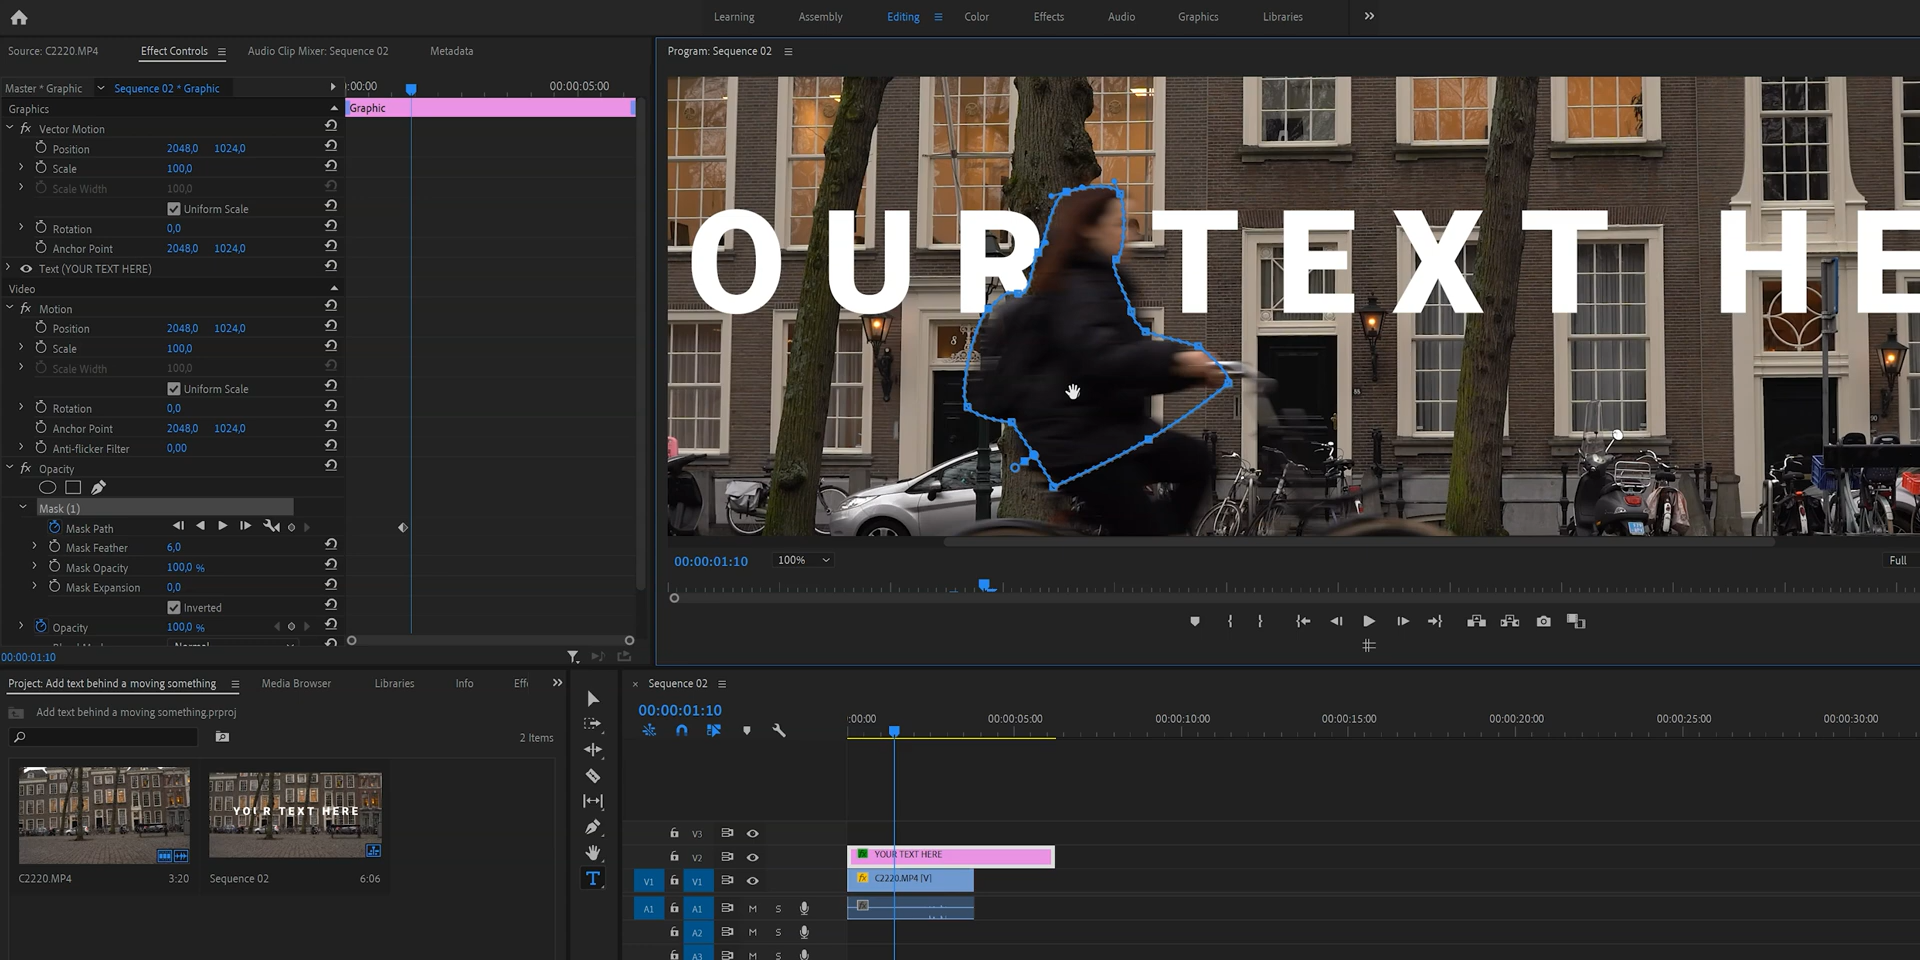 Learning Assembly Editing Color Effects Audio Graphics Libraries
Source: C2220.MP4 Effect Controls Audio Clip Mixer: Sequence 02 Metadata
Program: Sequence 02
Master * Graphic Sequence 02 * Graphic
:00:00 00:00:05:00
Graphics
Graphic
fx Vector Motion
Position 2048,0 1024,0
Scale 100,0
Scale Width 100,0
Uniform Scale
Rotation 0,0
Anchor Point 2048,0 1024,0
Text (YOUR TEXT HERE)
Video
fx Motion
Position 2048,0 1024,0
Scale 100,0
Scale Width 100,0
Uniform Scale
Rotation 0,0
Anchor Point 2048,0 1024,0
Anti-flicker Filter 0,00
fx Opacity
Mask (1)
Mask Path
Mask Feather 6,0
Mask Opacity 100,0 %
Mask Expansion 0,0
Inverted
Opacity 100,0 %
Normal
00:00:01:10
OUR TEXT HE
8
00:00:01:10 100% Full
Project: Add text behind a moving something Media Browser Libraries Info Eff
Add text behind a moving something.prproj
2 Items
YOUR TEXT HERE
C2220.MP4 3:20 Sequence 02 6:06
× Sequence 02
00:00:01:10
:00:00 00:00:05:00 00:00:10:00 00:00:15:00 00:00:20:00 00:00:25:00 00:00:30:00
V3
V2 YOUR TEXT HERE
V1 V1 fx C2220.MP4 [V]
A1 A1 M S
A2 M S
A3 M S